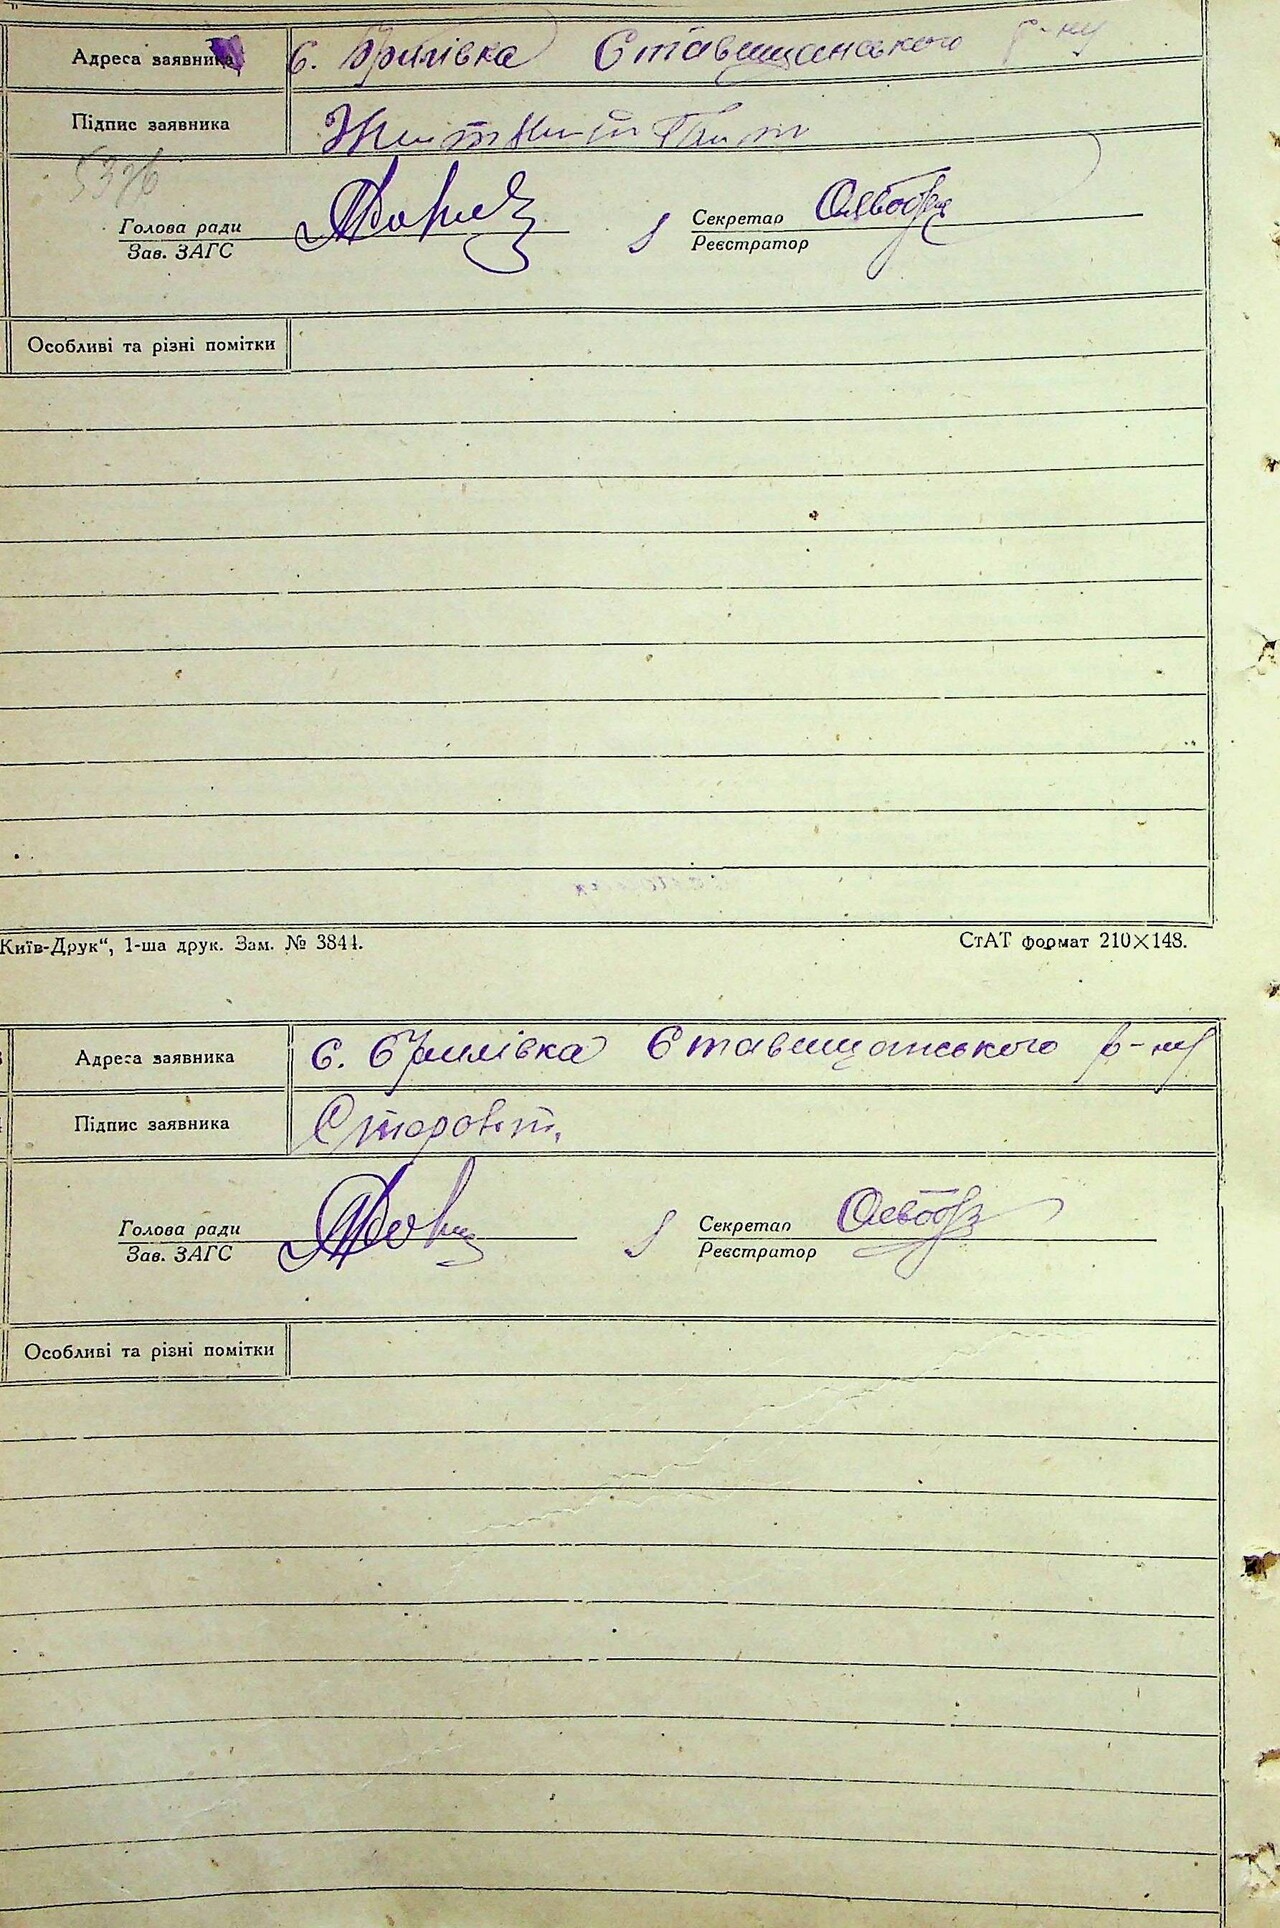 Адреса заявника с. Брилівка Ставищанського р-ну
Підпис заявника
5376
Голова ради Секретар
Зав. ЗАГС Реєстратор
Особливі та різні помітки
Київ-Друк“, 1-ша друк. Зам. № 3844. СтАТ формат 210×148.
Адреса заявника с. Брилівка Ставищанського р-ну
Підпис заявника
Голова ради Секретар
Зав. ЗАГС Реєстратор
Особливі та різні помітки